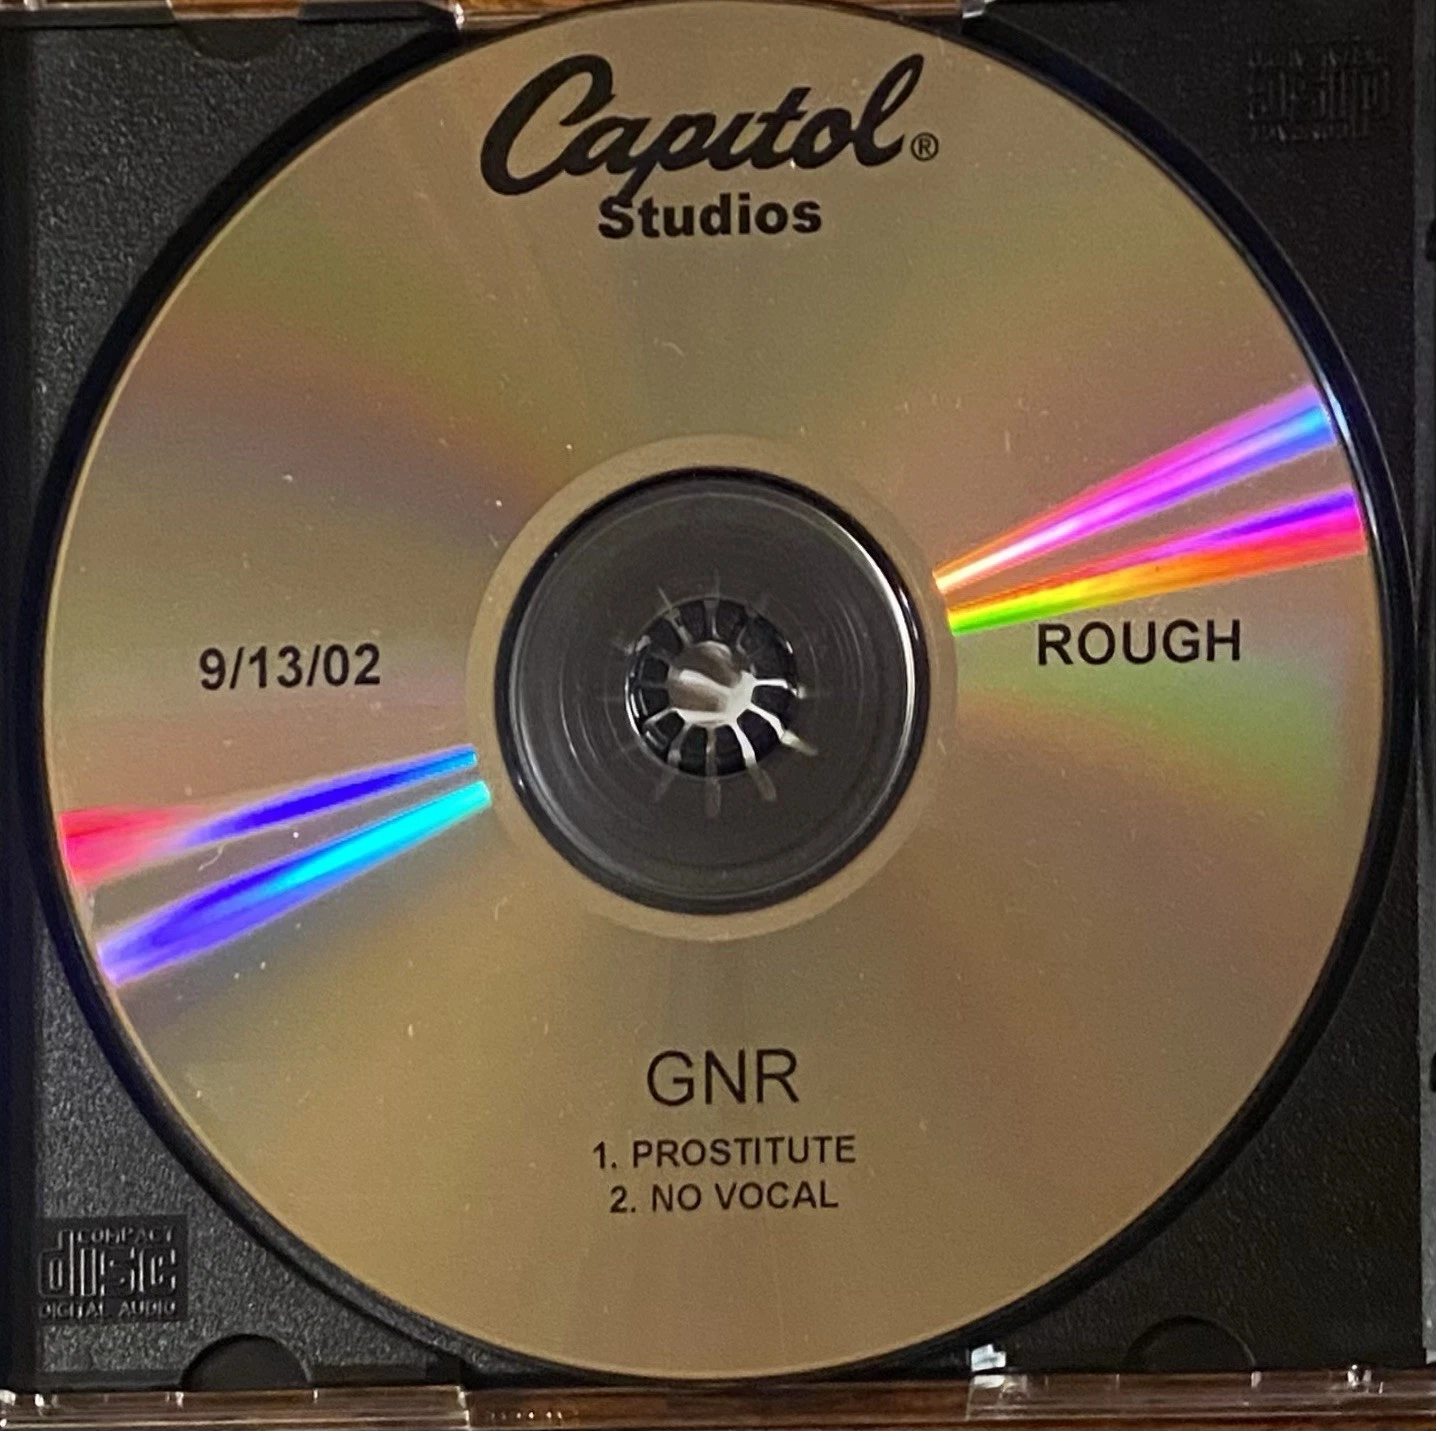 Capitol®
Studios
9/13/02
ROUGH
GNR
1. PROSTITUTE
2. NO VOCAL
COMPACT
disc
DIGITAL AUDIO